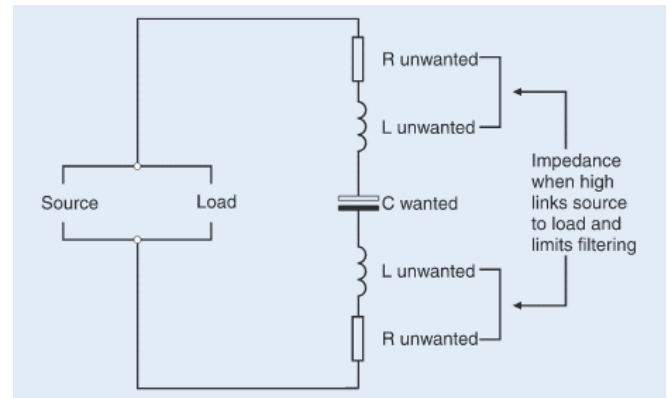 R unwanted
L unwanted
Impedance
when high
links source
to load and
limits filtering
Source
Load
C wanted
L unwanted
R unwanted